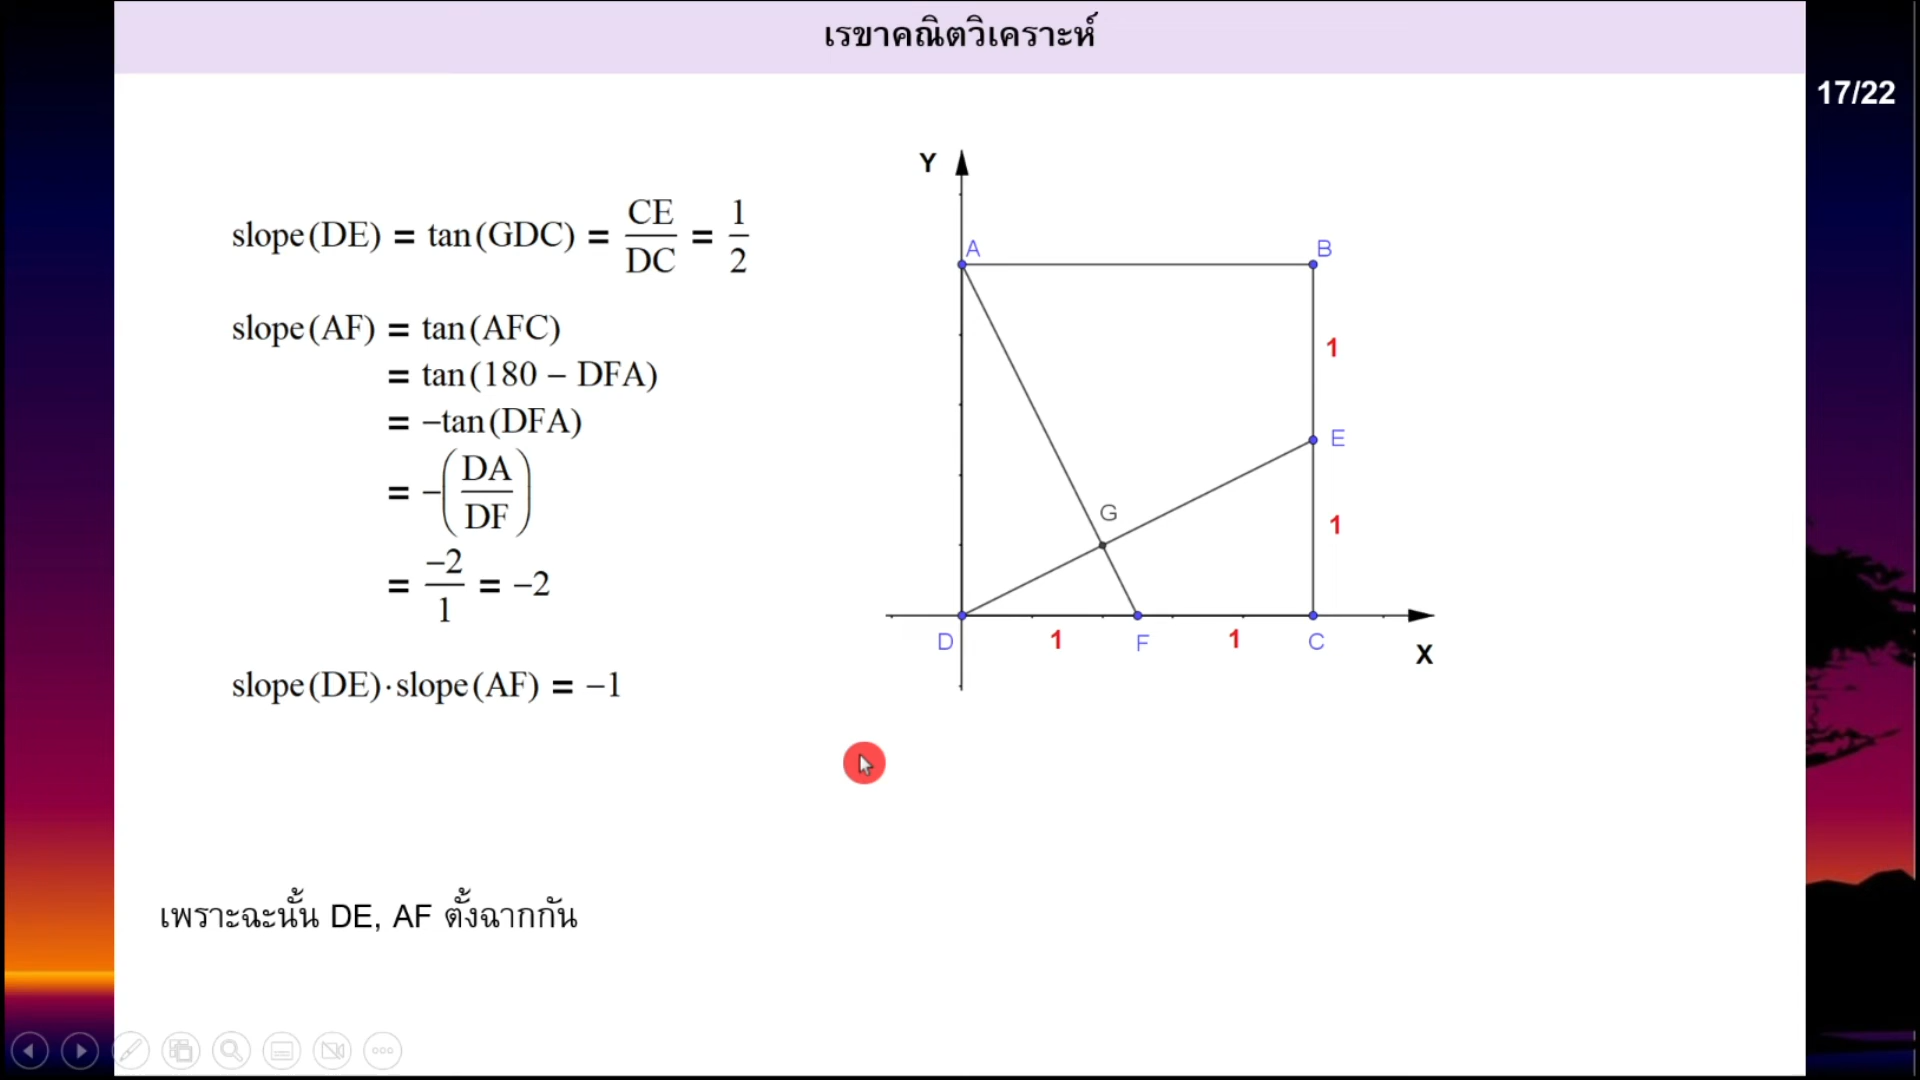 เรขาคณิตวิเคราะห์
17/22
slope(DE) = tan(GDC) = CE/DC = 1/2
slope(AF) = tan(AFC)
= tan(180 − DFA)
= −tan(DFA)
= −(DA/DF)
= −2/1 = −2
slope(DE)·slope(AF) = −1
เพราะฉะนั้น DE, AF ตั้งฉากกัน
Y
A
B
1
E
G
1
D
1
F
1
C
X